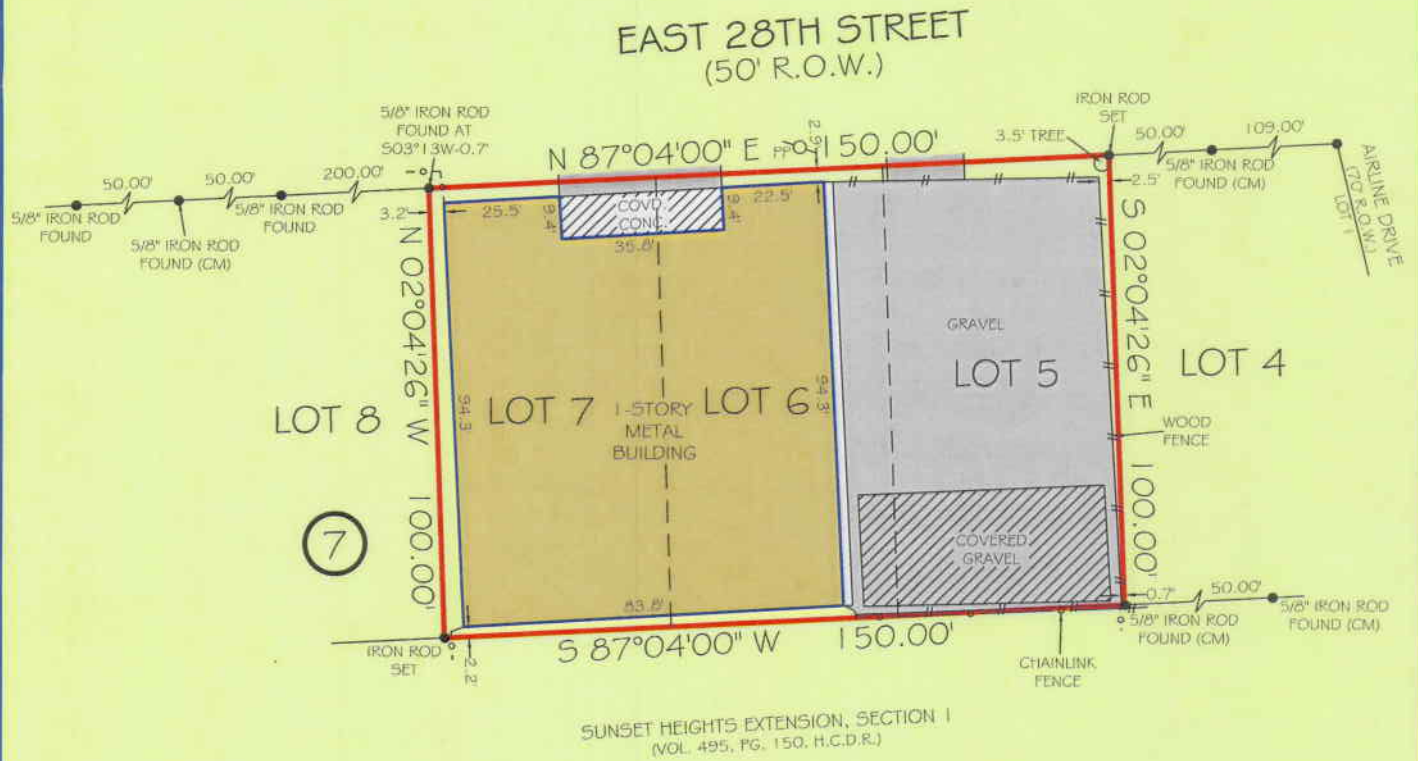 EAST 28TH STREET
(50' R.O.W.)
5/8" IRON ROD
FOUND AT
S03°13W-0.7'
IRON ROD
SET
3.5' TREE
50.00'
109.00'
5/8" IRON ROD
FOUND (CM)
AIRLINE DRIVE
(70' R.O.W.)
LOT 1
N 87°04'00" E
PP
2.9'
150.00'
50.00'
50.00'
200.00'
5/8" IRON ROD
FOUND
5/8" IRON ROD
FOUND (CM)
5/8" IRON ROD
FOUND
3.2'
25.5'
9.4'
COVD.
CONC.
9.4'
22.5'
35.8'
2.5'
N 02°04'26" W
100.00'
S 02°04'26" E
100.00'
GRAVEL
LOT 8
94.3'
LOT 7
1-STORY
METAL
BUILDING
LOT 6
94.3'
LOT 5
LOT 4
WOOD
FENCE
7
COVERED
GRAVEL
83.8'
0.7'
50.00'
5/8" IRON ROD
FOUND (CM)
5/8" IRON ROD
FOUND (CM)
IRON ROD
SET
2.2'
S 87°04'00" W
150.00'
CHAINLINK
FENCE
SUNSET HEIGHTS EXTENSION, SECTION 1
(VOL. 495, PG. 150, H.C.D.R.)